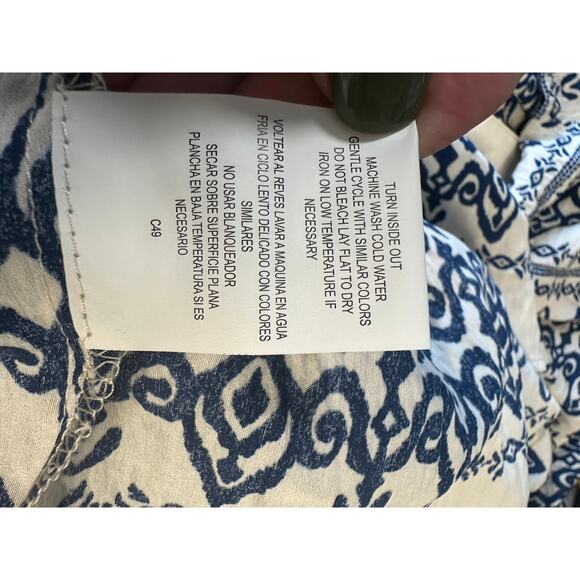 TURN INSIDE OUT
MACHINE WASH COLD WATER
GENTLE CYCLE WITH SIMILAR COLORS
DO NOT BLEACH LAY FLAT TO DRY
IRON ON LOW TEMPERATURE IF
NECESSARY
VOLTEAR AL REVES LAVAR A MAQUINA EN AGUA
FRIA EN CICLO LENTO DELICADO CON COLORES
SIMILARES
NO USAR BLANQUEADOR
SECAR SOBRE SUPERFICIE PLANA
PLANCHA EN BAJA TEMPERATURA SI ES
NECESARIO
C49